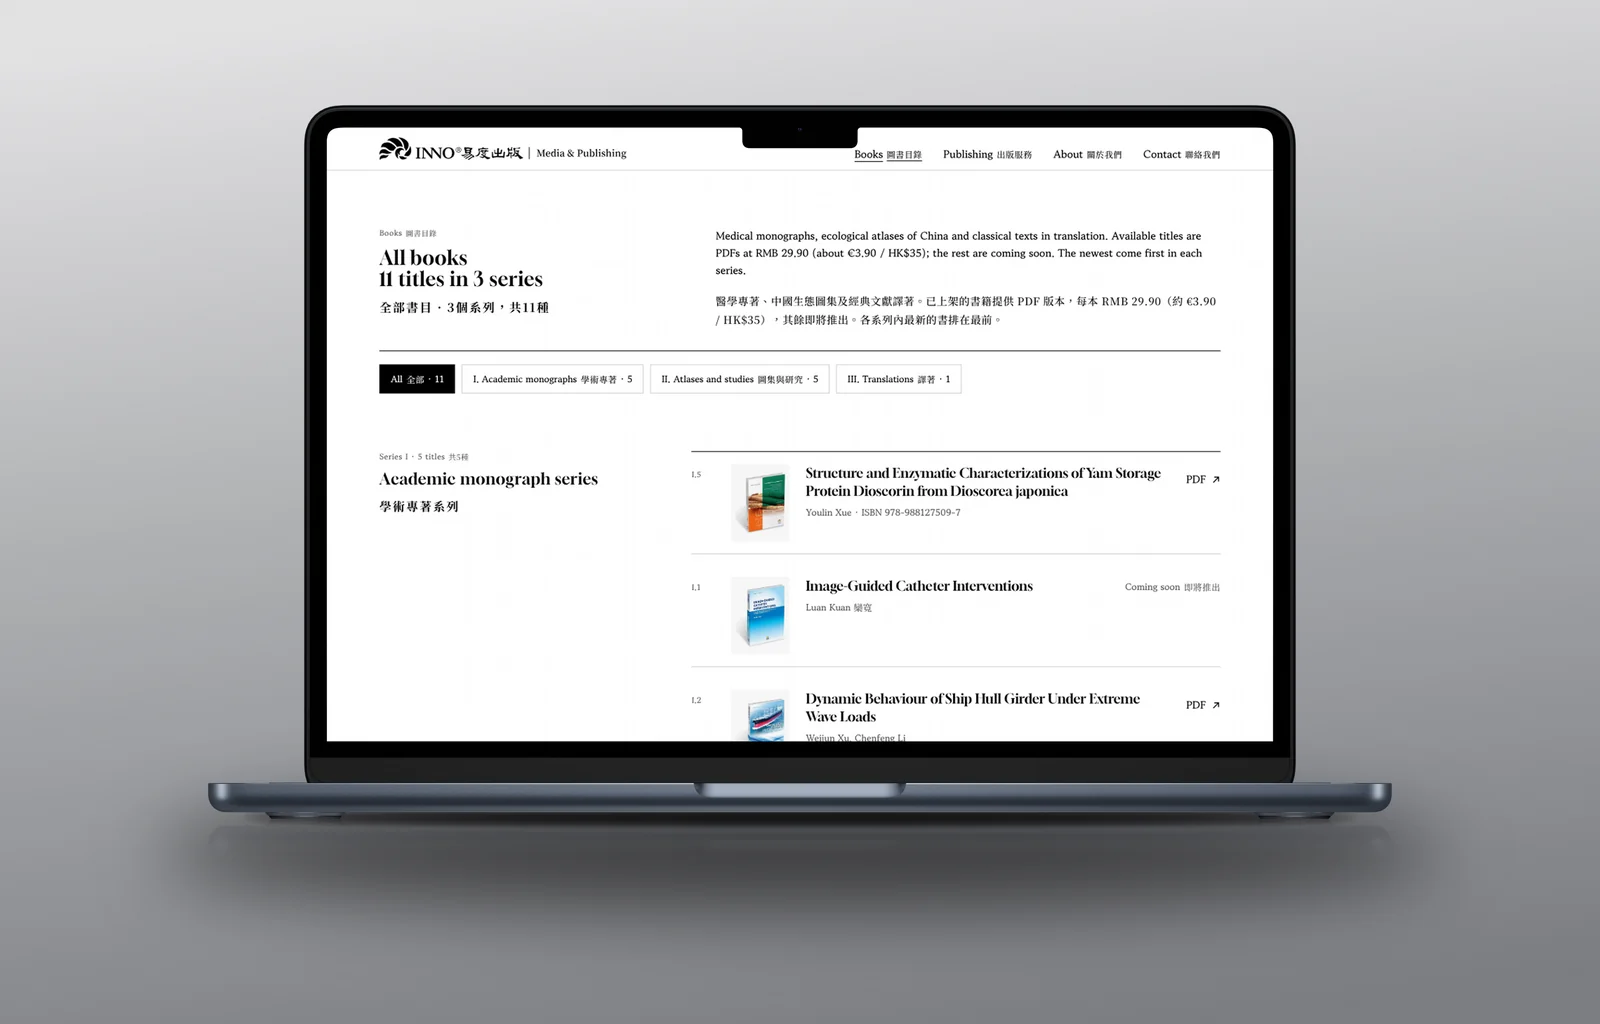 INNO®易度出版 | Media & Publishing
Books 圖書目錄
Publishing 出版服務
About 關於我們
Contact 聯絡我們
Books 圖書目錄
All books
11 titles in 3 series
全部書目 · 3個系列，共11種
Medical monographs, ecological atlases of China and classical texts in translation. Available titles are
PDFs at RMB 29.90 (about €3.90 / HK$35); the rest are coming soon. The newest come first in each
series.
醫學專著、中國生態圖集及經典文獻譯著。已上架的書籍提供 PDF 版本，每本 RMB 29.90（約 €3.90
/ HK$35），其餘即將推出。各系列內最新的書排在最前。
All 全部 · 11
I. Academic monographs 學術專著 · 5
II. Atlases and studies 圖集與研究 · 5
III. Translations 譯著 · 1
Series I · 5 titles 共5種
Academic monograph series
學術專著系列
I.5
Structure and Enzymatic Characterizations of Yam Storage
Protein Dioscorin from Dioscorea japonica
Youlin Xue · ISBN 978-988127509-7
PDF ↗
I.1
Image-Guided Catheter Interventions
Luan Kuan 欒寬
Coming soon 即將推出
I.2
Dynamic Behaviour of Ship Hull Girder Under Extreme
Wave Loads
Weijun Xu, Chenfeng Li
PDF ↗